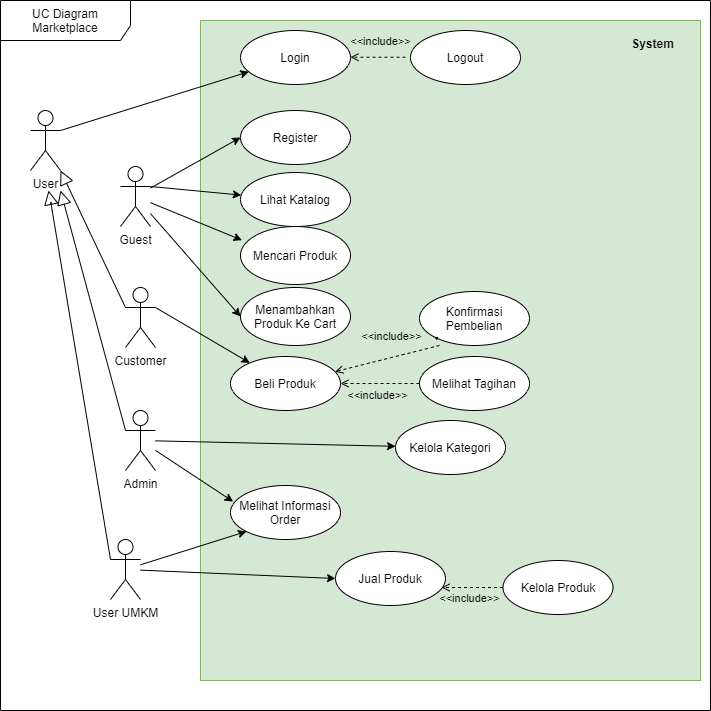 UC Diagram
Marketplace
System
Login
<<include>>
Logout
User
Register
Guest
Lihat Katalog
Mencari Produk
Menambahkan
Produk Ke Cart
Konfirmasi
Pembelian
<<include>>
Customer
Beli Produk
Melihat Tagihan
<<include>>
Admin
Kelola Kategori
Melihat Informasi
Order
User UMKM
Jual Produk
<<include>>
Kelola Produk